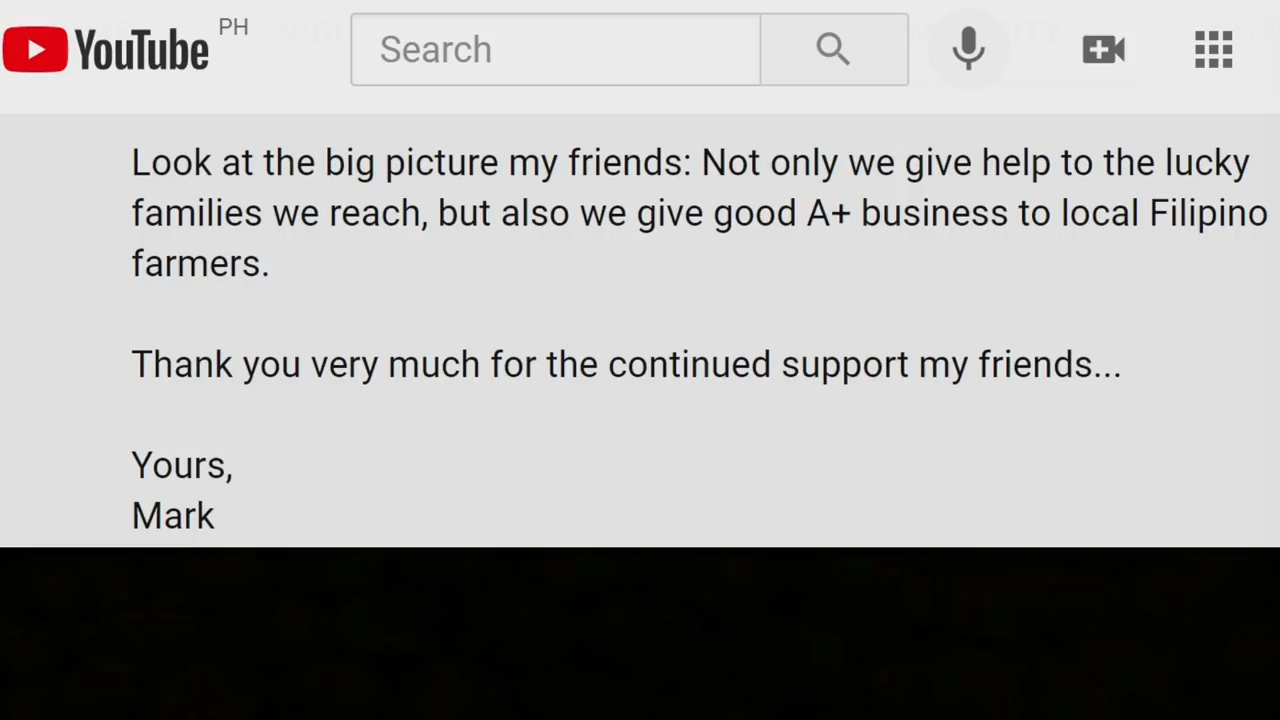 YouTube PH
Search
Look at the big picture my friends: Not only we give help to the lucky
families we reach, but also we give good A+ business to local Filipino
farmers.
Thank you very much for the continued support my friends...
Yours,
Mark